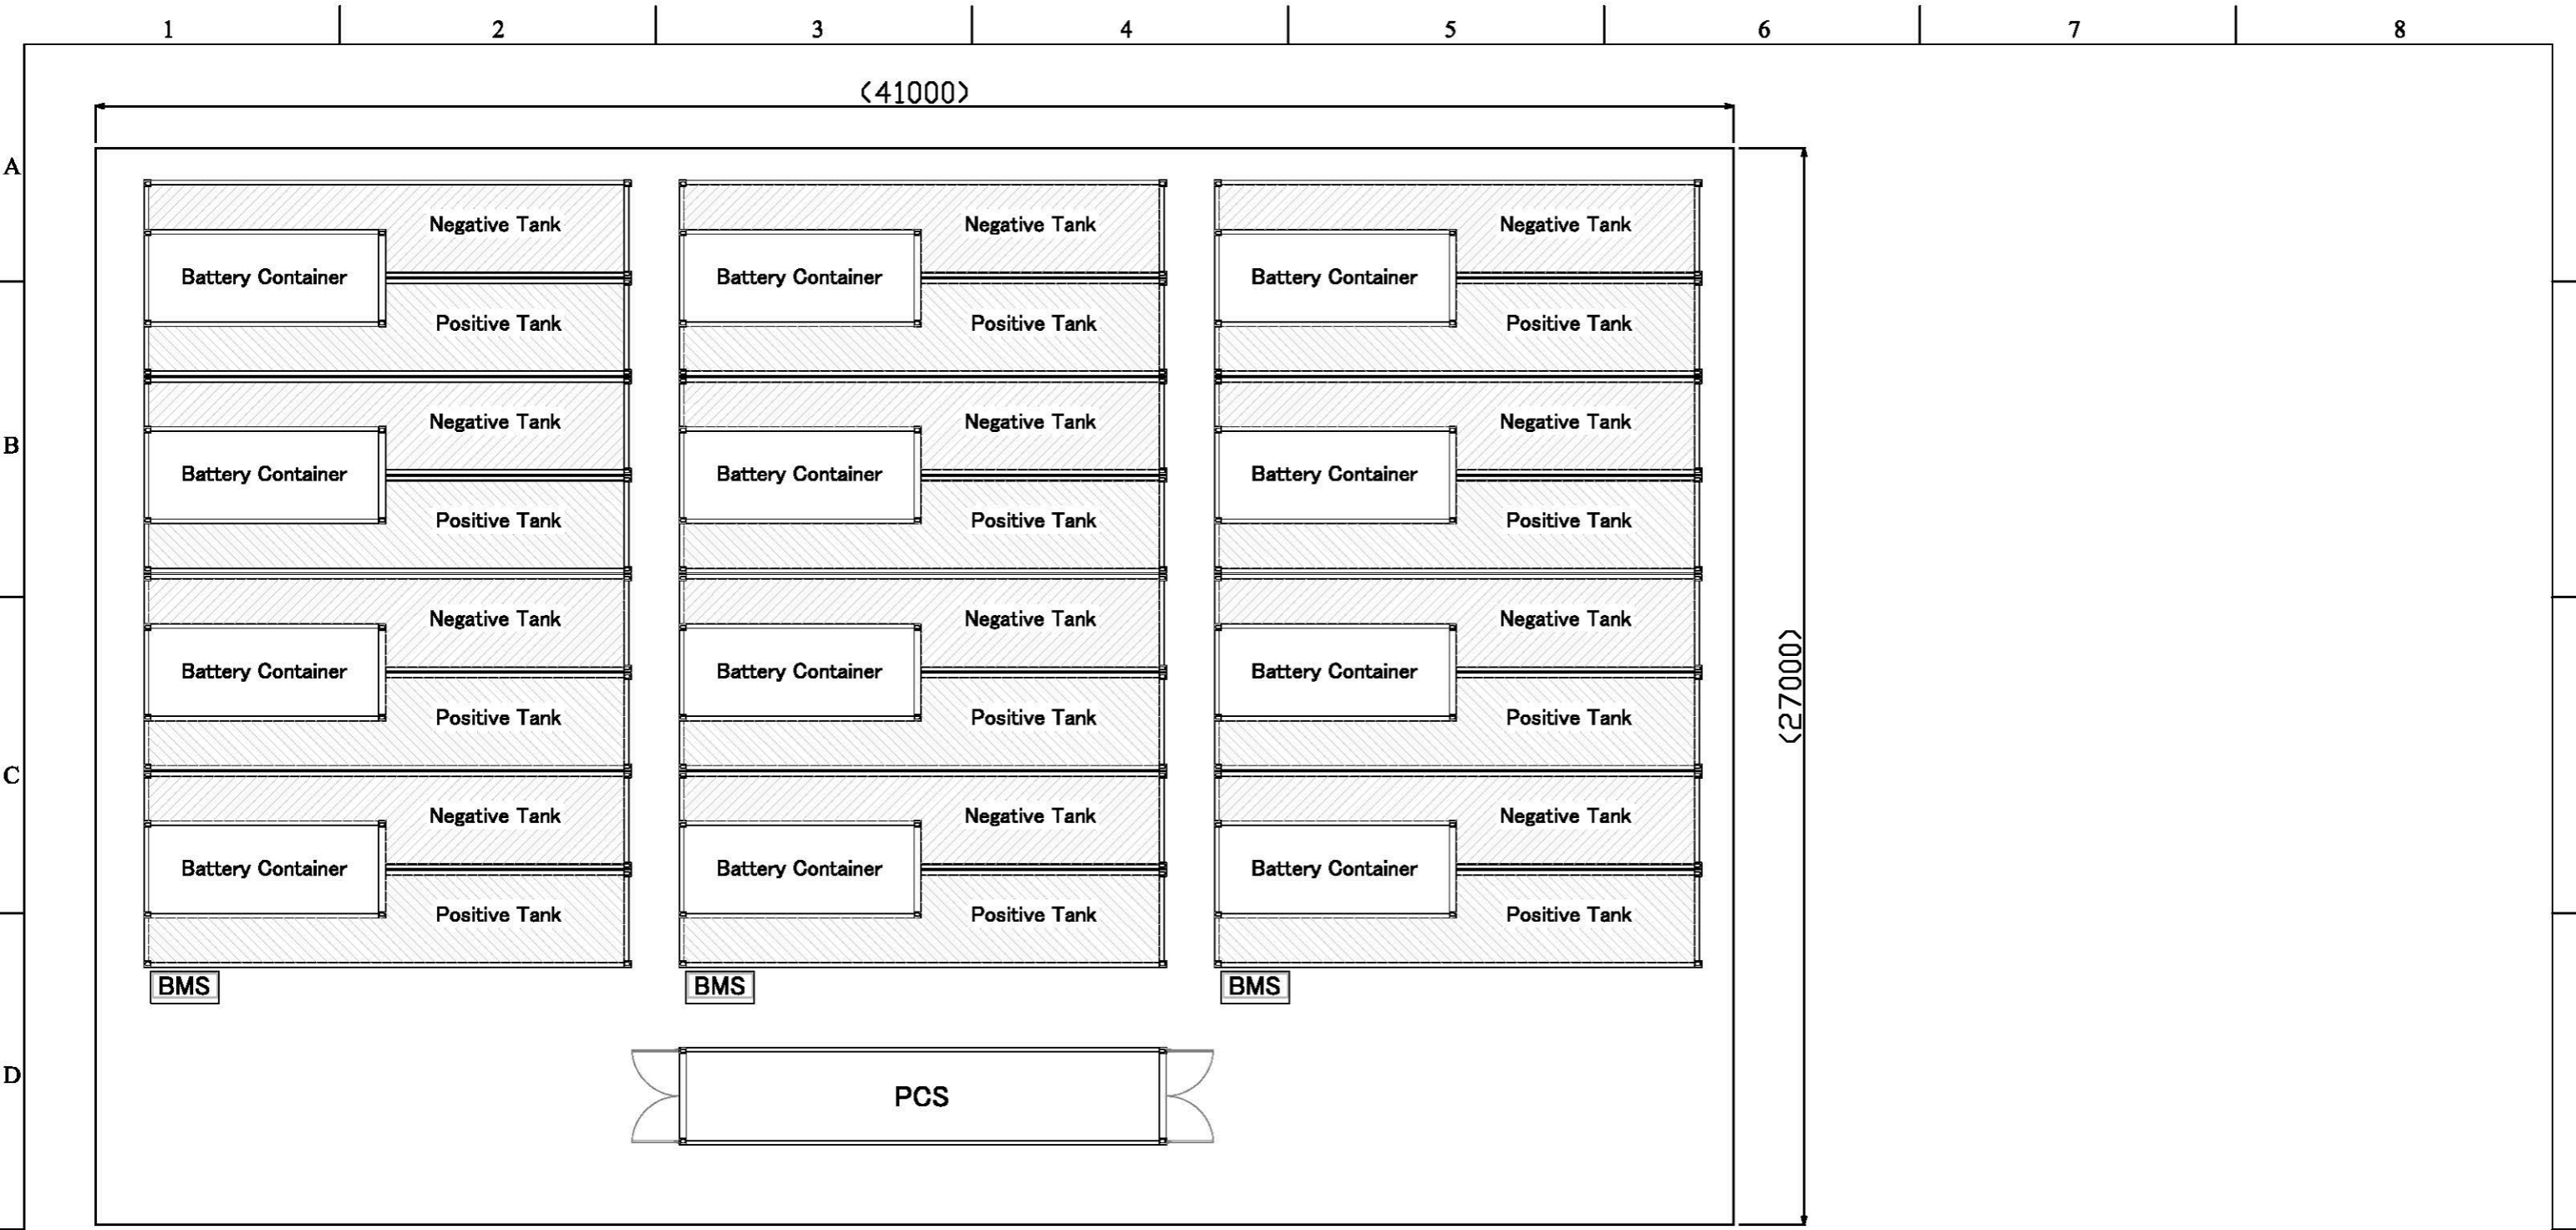 1 2 3 4 5 6 7 8
(41000)
A
Negative Tank Negative Tank Negative Tank
Battery Container Battery Container Battery Container
Positive Tank Positive Tank Positive Tank
Negative Tank Negative Tank Negative Tank
B
Battery Container Battery Container Battery Container
Positive Tank Positive Tank Positive Tank
Negative Tank Negative Tank Negative Tank
Battery Container Battery Container Battery Container
(27000)
Positive Tank Positive Tank Positive Tank
C
Negative Tank Negative Tank Negative Tank
Battery Container Battery Container Battery Container
Positive Tank Positive Tank Positive Tank
BMS BMS BMS
D
PCS